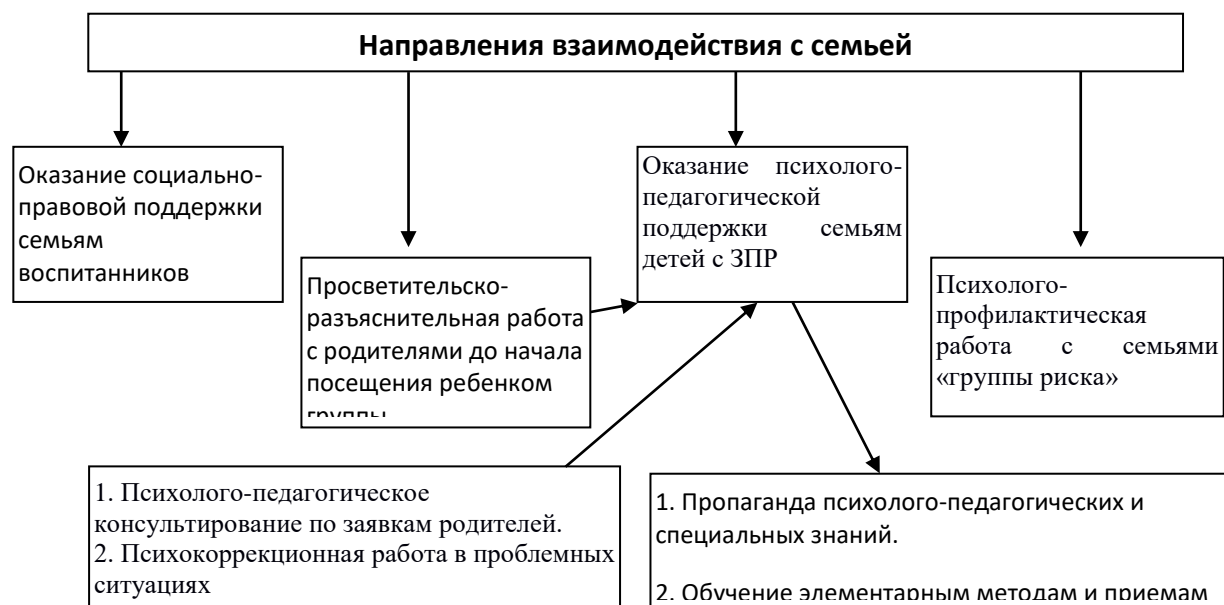 Направления взаимодействия с семьей
Оказание социально-
правовой поддержки
семьям
воспитанников
Просветительско-
разъяснительная работа
с родителями до начала
посещения ребенком
группы
Оказание психолого-
педагогической
поддержки семьям
детей с ЗПР
Психолого-
профилактическая
работа с семьями
«группы риска»
1. Психолого-педагогическое
консультирование по заявкам родителей.
2. Психокоррекционная работа в проблемных
ситуациях
1. Пропаганда психолого-педагогических и
специальных знаний.
2. Обучение элементарным методам и приемам